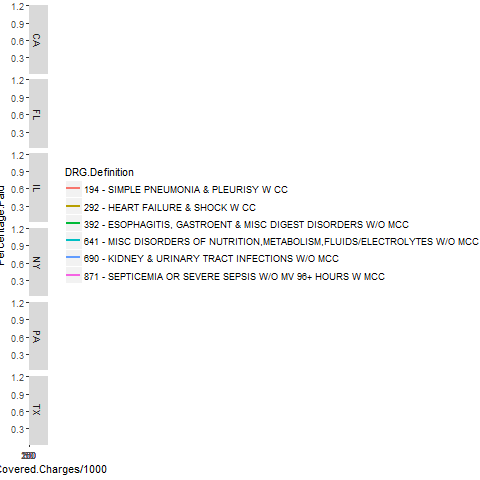 1.2
0.9
0.6
0.3
CA
1.2
0.9
0.6
0.3
FL
1.2
0.9
0.6
0.3
IL
1.2
0.9
0.6
0.3
NY
1.2
0.9
0.6
0.3
PA
1.2
0.9
0.6
0.3
TX
Percentage.Paid
Covered.Charges/1000
DRG.Definition
194 - SIMPLE PNEUMONIA & PLEURISY W CC
292 - HEART FAILURE & SHOCK W CC
392 - ESOPHAGITIS, GASTROENT & MISC DIGEST DISORDERS W/O MCC
641 - MISC DISORDERS OF NUTRITION,METABOLISM,FLUIDS/ELECTROLYTES W/O MCC
690 - KIDNEY & URINARY TRACT INFECTIONS W/O MCC
871 - SEPTICEMIA OR SEVERE SEPSIS W/O MV 96+ HOURS W MCC